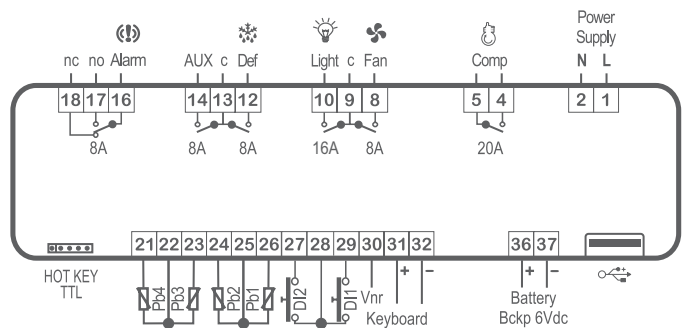 Power
Supply
nc no Alarm AUX c Def Light c Fan Comp N L
18 17 16 14 13 12 10 9 8 5 4 2 1
8A 8A 8A 16A 8A 20A
21 22 23 24 25 26 27 28 29 30 31 32 36 37
HOT KEY
TTL
Pb4 Pb3 Pb2 Pb1 DI2 DI1
+ - + -
Vnr
Keyboard
Battery
Bckp 6Vdc